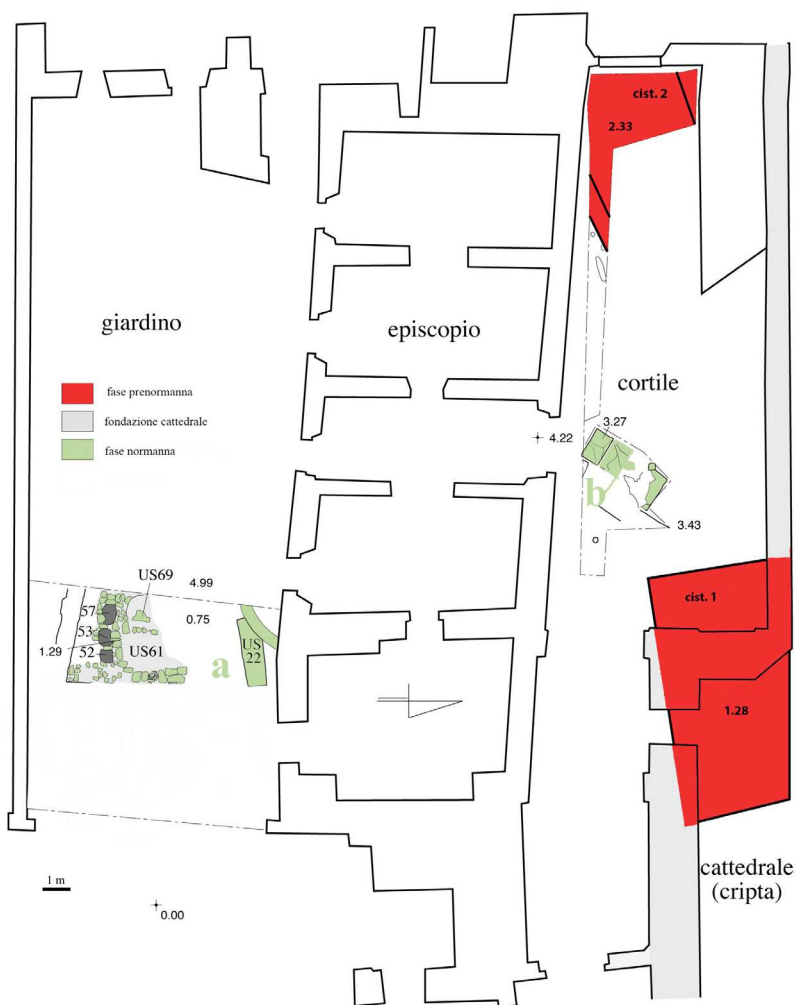 cist. 2
2.33
giardino
episcopio
cortile
fase prenormanna
fondazione cattedrale
fase normanna
3.27
4.22
b
3.43
US69
4.99
cist. 1
57
0.75
53
1.29
52
US61
a
US
22
1.28
cattedrale
(cripta)
1 m
0.00